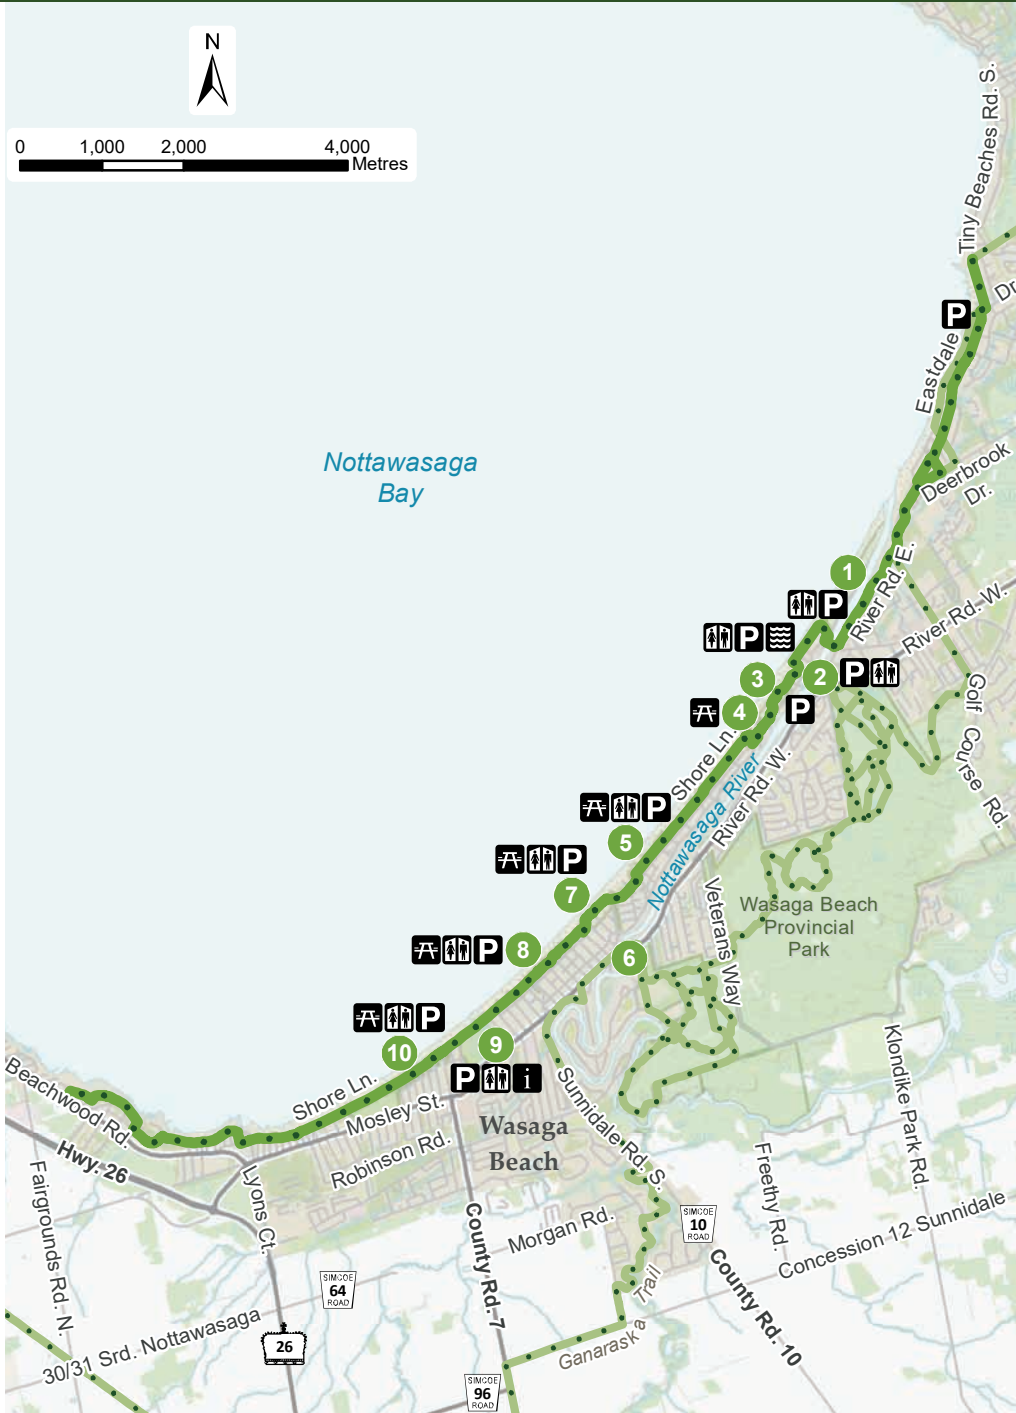 N
0 1,000 2,000 4,000
Metres
Tiny Beaches Rd. S.
Dr
P
Eastdale
Nottawasaga
Bay
Deerbrook
Dr.
1
River Rd. E.
P
River Rd. W.
P
3
2
P
4
P
Golf Course Rd.
Shore Ln.
Nottawasaga River
River Rd. W.
P
5
P
7
Veterans Way
Wasaga Beach
Provincial
Park
P
8
6
P
10
9
P i
Shore Ln.
Mosley St.
Beachwood Rd.
Hwy. 26
Robinson Rd.
Wasaga
Beach
Sunnidale Rd. S.
Klondike Park Rd.
Freethy Rd.
Fairgrounds Rd. N.
Lyons Ct.
County Rd. 7
Morgan Rd.
SIMCOE
10
ROAD
Concession 12 Sunnidale
County Rd. 10
SIMCOE
64
ROAD
30/31 Srd. Nottawasaga
26
Ganaraska Trail
SIMCOE
96
ROAD